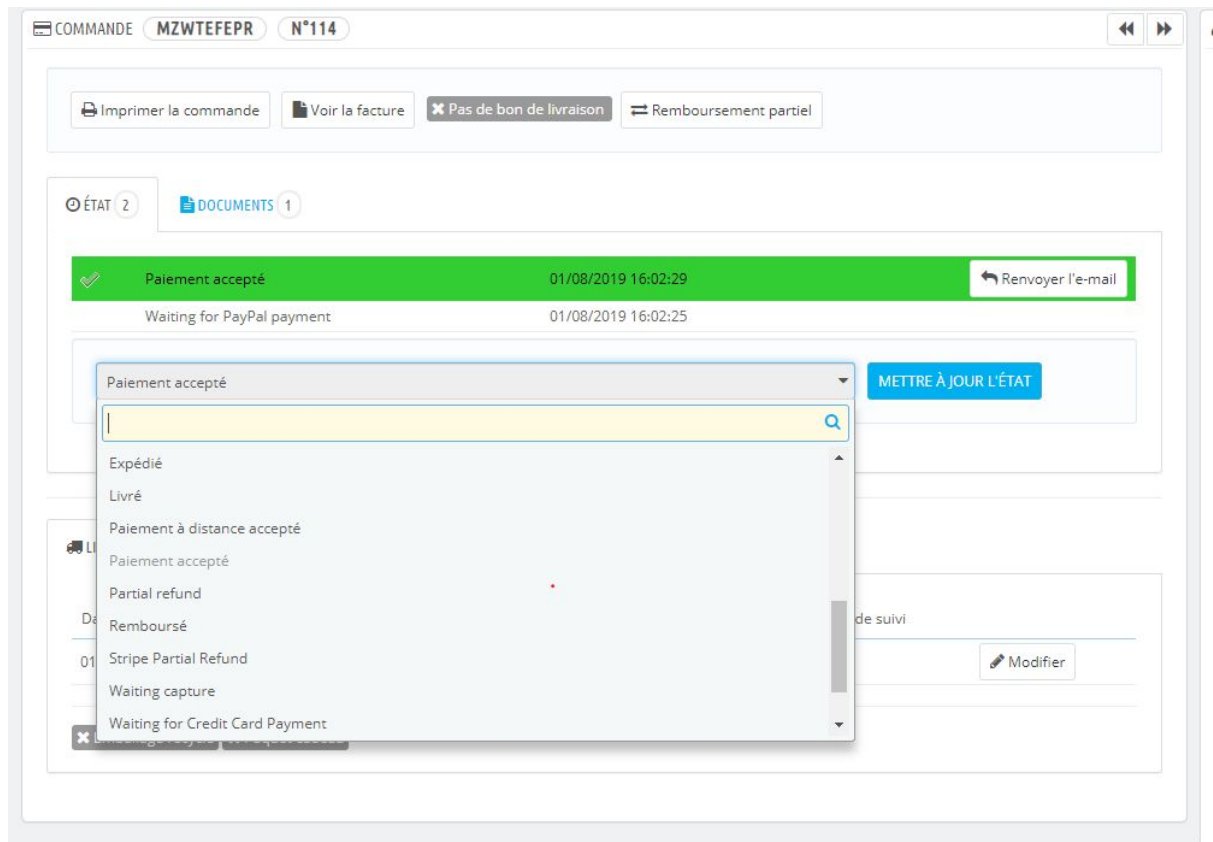 COMMANDE MZWTEFEPR N°114
Imprimer la commande Voir la facture Pas de bon de livraison Remboursement partiel
ÉTAT 2 DOCUMENTS 1
Paiement accepté 01/08/2019 16:02:29 Renvoyer l'e-mail
Waiting for PayPal payment 01/08/2019 16:02:25
Paiement accepté METTRE À JOUR L'ÉTAT
Expédié
Livré
Paiement à distance accepté
Paiement accepté
Partial refund
de suivi
Remboursé
Stripe Partial Refund
01 Modifier
Waiting capture
Waiting for Credit Card Payment